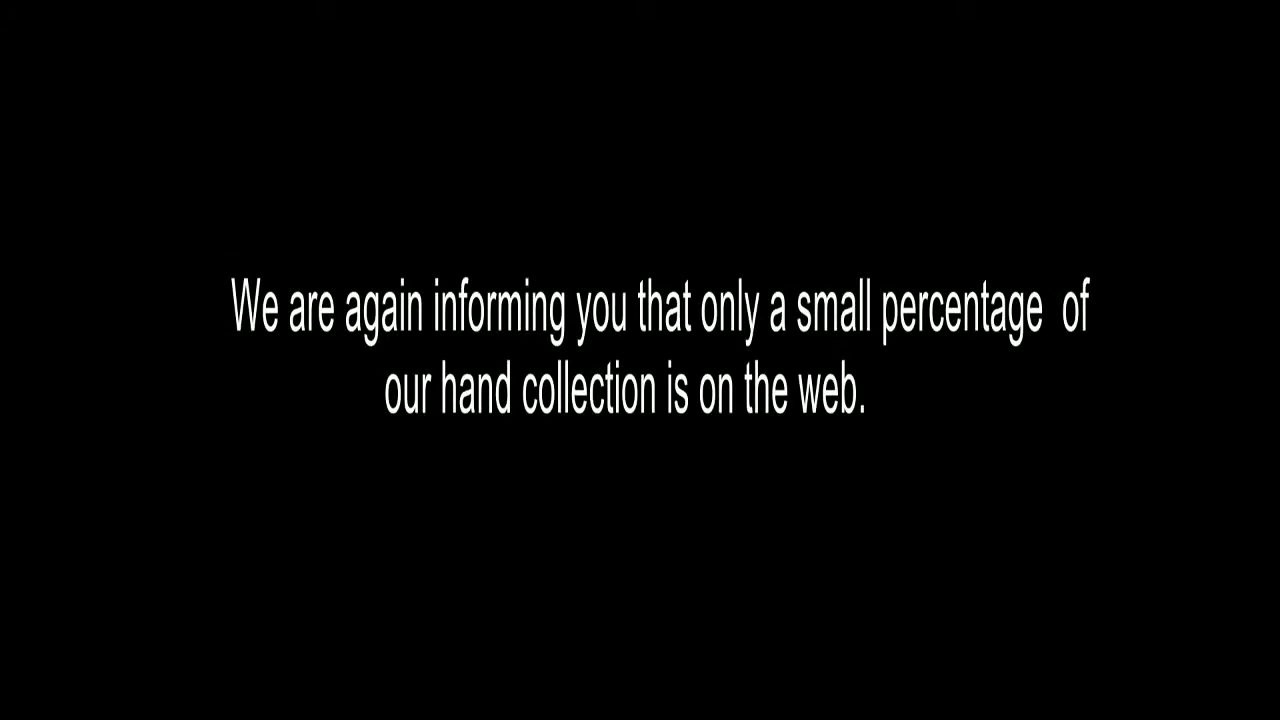 We are again informing you that only a small percentage  of
our hand collection is on the web.